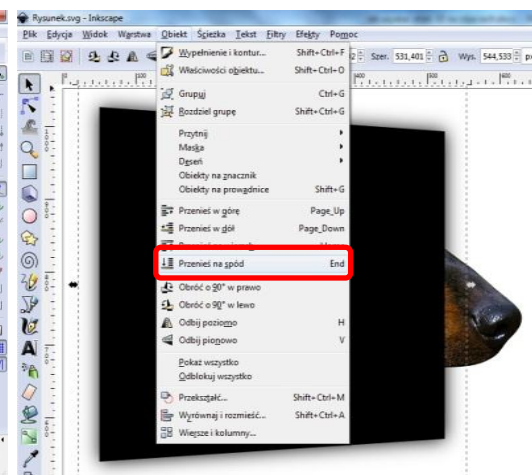 Rysunek.svg - Inkscape
Plik Edycja Widok Warstwa Obiekt Ścieżka Tekst Filtry Efekty Pomoc
Szer. 531,401 Wys. 544,533
Wypełnienie i kontur... Shift+Ctrl+F
Właściwości objektu... Shift+Ctrl+O
Grupuj Ctrl+G
Rozdziel grupę Shift+Ctrl+G
Przytnij
Maska
Deseń
Obiekty na znacznik
Obiekty na prowadnice Shift+G
Przenieś w górę Page_Up
Przenieś w dół Page_Down
Przenieś na spód End
Obróć o 90° w prawo
Obróć o 90° w lewo
Odbij poziomo H
Odbij pionowo V
Pokaż wszystko
Odblokuj wszystko
Przekształć... Shift+Ctrl+M
Wyrównaj i rozmieść... Shift+Ctrl+A
Wiersze i kolumny...